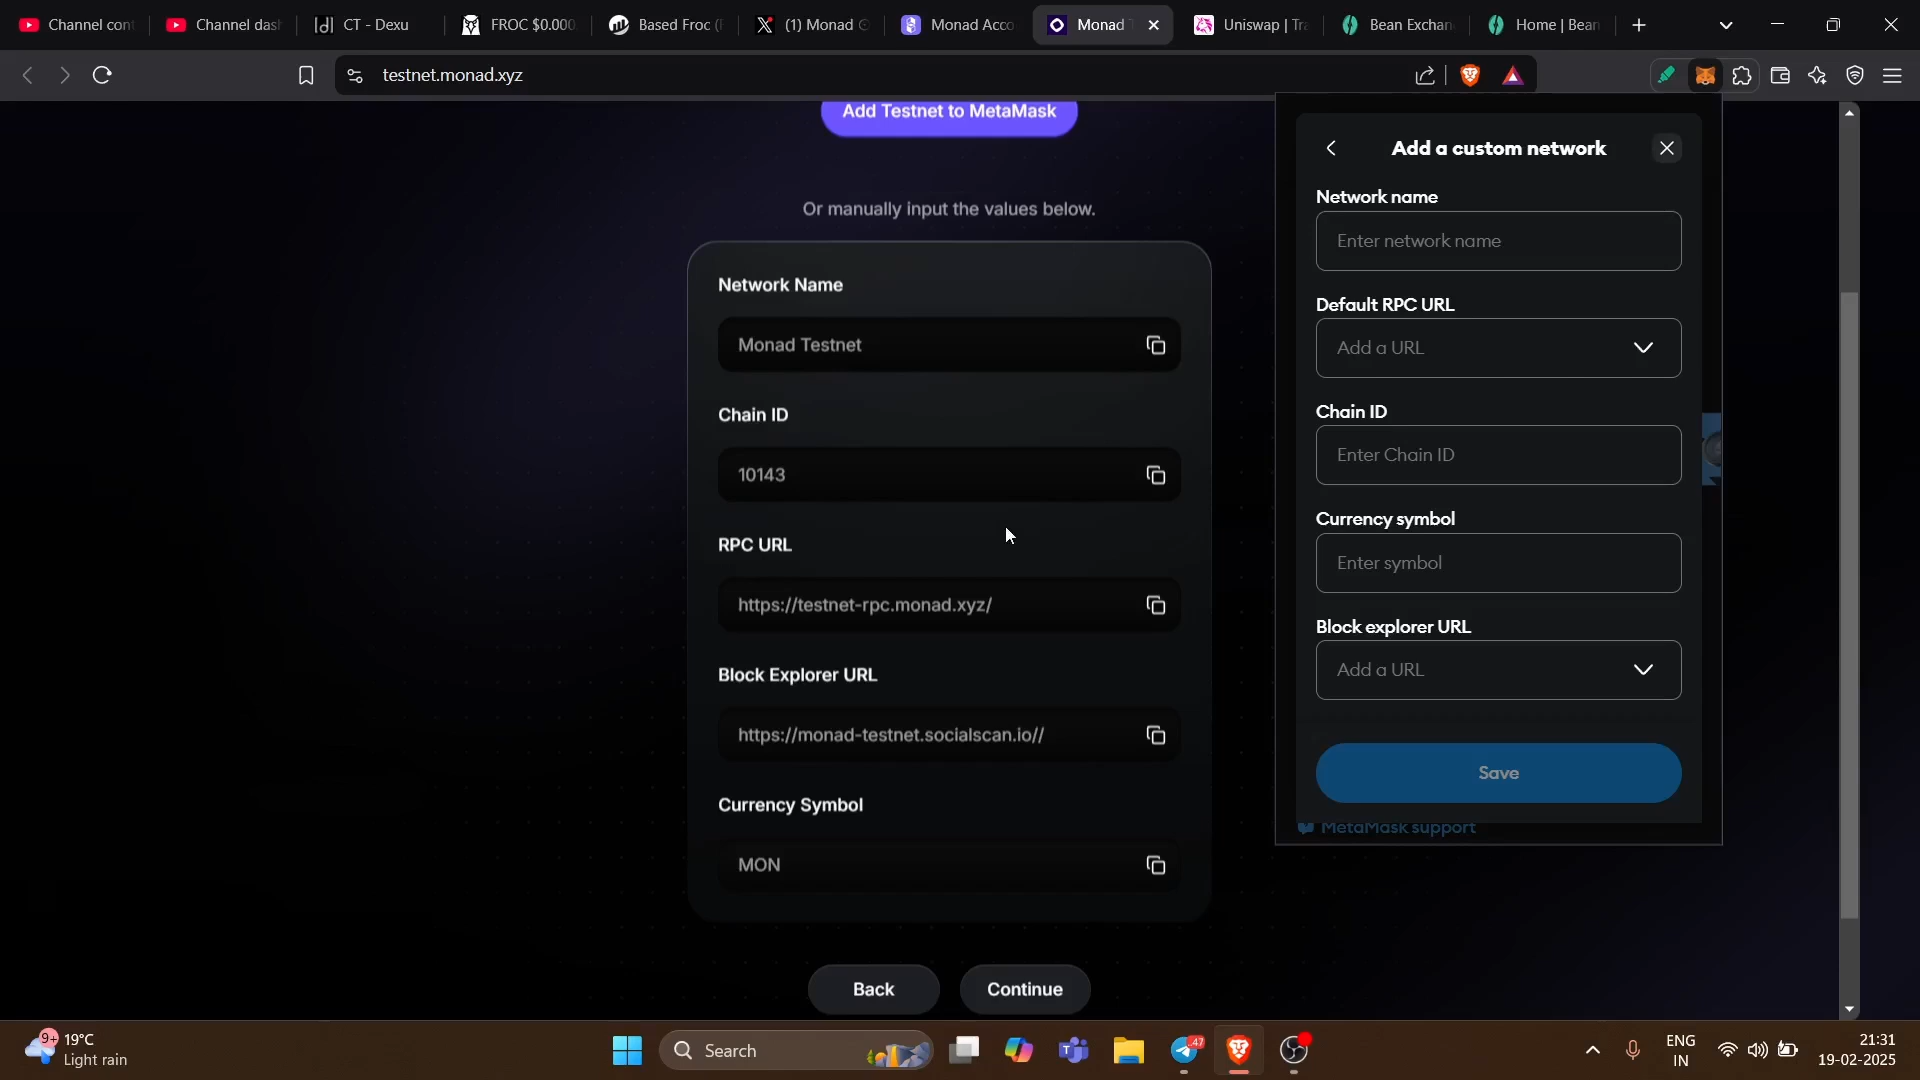 Channel cont
Channel dash
CT - Dexu
FROC $0.000
Based Froc (
(1) Monad
Monad Acco
Monad T
Uniswap | Tra
Bean Exchan
Home | Bean
testnet.monad.xyz
Add Testnet to MetaMask
Or manually input the values below.
Network Name
Monad Testnet
Chain ID
10143
RPC URL
https://testnet-rpc.monad.xyz/
Block Explorer URL
https://monad-testnet.socialscan.io//
Currency Symbol
MON
Back
Continue
Add a custom network
Network name
Enter network name
Default RPC URL
Add a URL
Chain ID
Enter Chain ID
Currency symbol
Enter symbol
Block explorer URL
Add a URL
Save
MetaMask support
9+
19°C
Light rain
Search
47
ENG
IN
21:31
19-02-2025